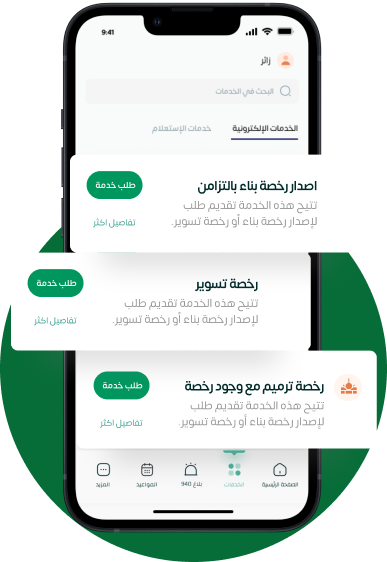 9:41
زائر
البحث في الخدمات
الخدمات الإلكترونية
خدمات الإستعلام
اصدار رخصة بناء بالتزامن
تتيح هذه الخدمة تقديم طلب
لإصدار رخصة بناء أو رخصة تسوير.
طلب خدمة
تفاصيل اكثر
رخصة تسوير
تتيح هذه الخدمة تقديم طلب
لإصدار رخصة بناء أو رخصة تسوير.
طلب خدمة
تفاصيل اكثر
رخصة ترميم مع وجود رخصة
تتيح هذه الخدمة تقديم طلب
لإصدار رخصة بناء أو رخصة تسوير.
طلب خدمة
تفاصيل اكثر
الصفحة الرئيسية
الخدمات
بلاغ 940
المواعيد
المزيد